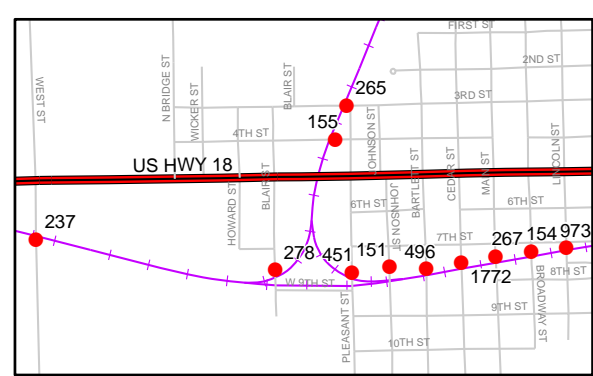 FIRST ST
2ND ST
WEST ST
N BRIDGE ST
WICKER ST
BLAIR ST
265
3RD ST
155
4TH ST
JOHNSON ST
US HWY 18
HOWARD ST
BLAIR ST
JOHNSON ST
BARTLETT ST
CEDAR ST
MAIN ST
LINCOLN ST
6TH ST
6TH ST
237
278
451
151
496
7TH ST
267
154
973
1772
8TH ST
W 9TH ST
PLEASANT ST
BROADWAY ST
9TH ST
10TH ST